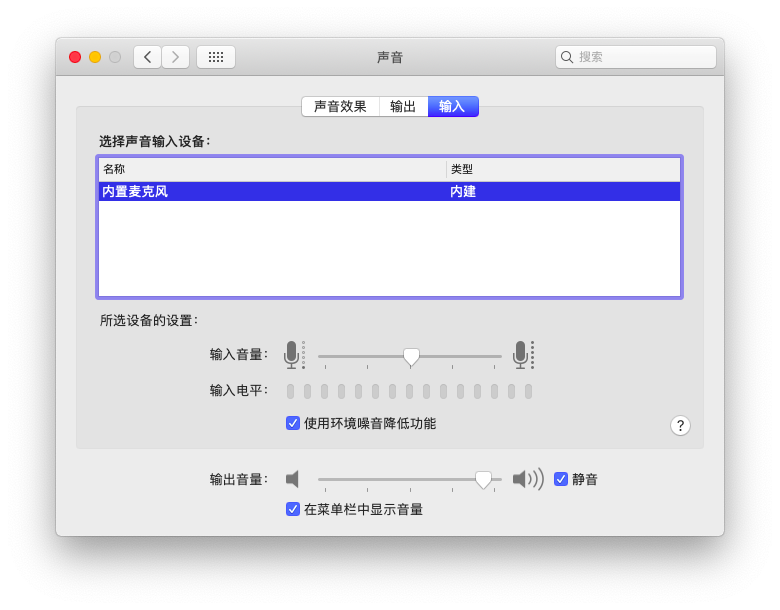 声音
搜索
声音效果 输出 输入
选择声音输入设备：
名称 类型
内置麦克风 内建
所选设备的设置：
输入音量：
输入电平：
使用环境噪音降低功能
?
输出音量： 静音
在菜单栏中显示音量